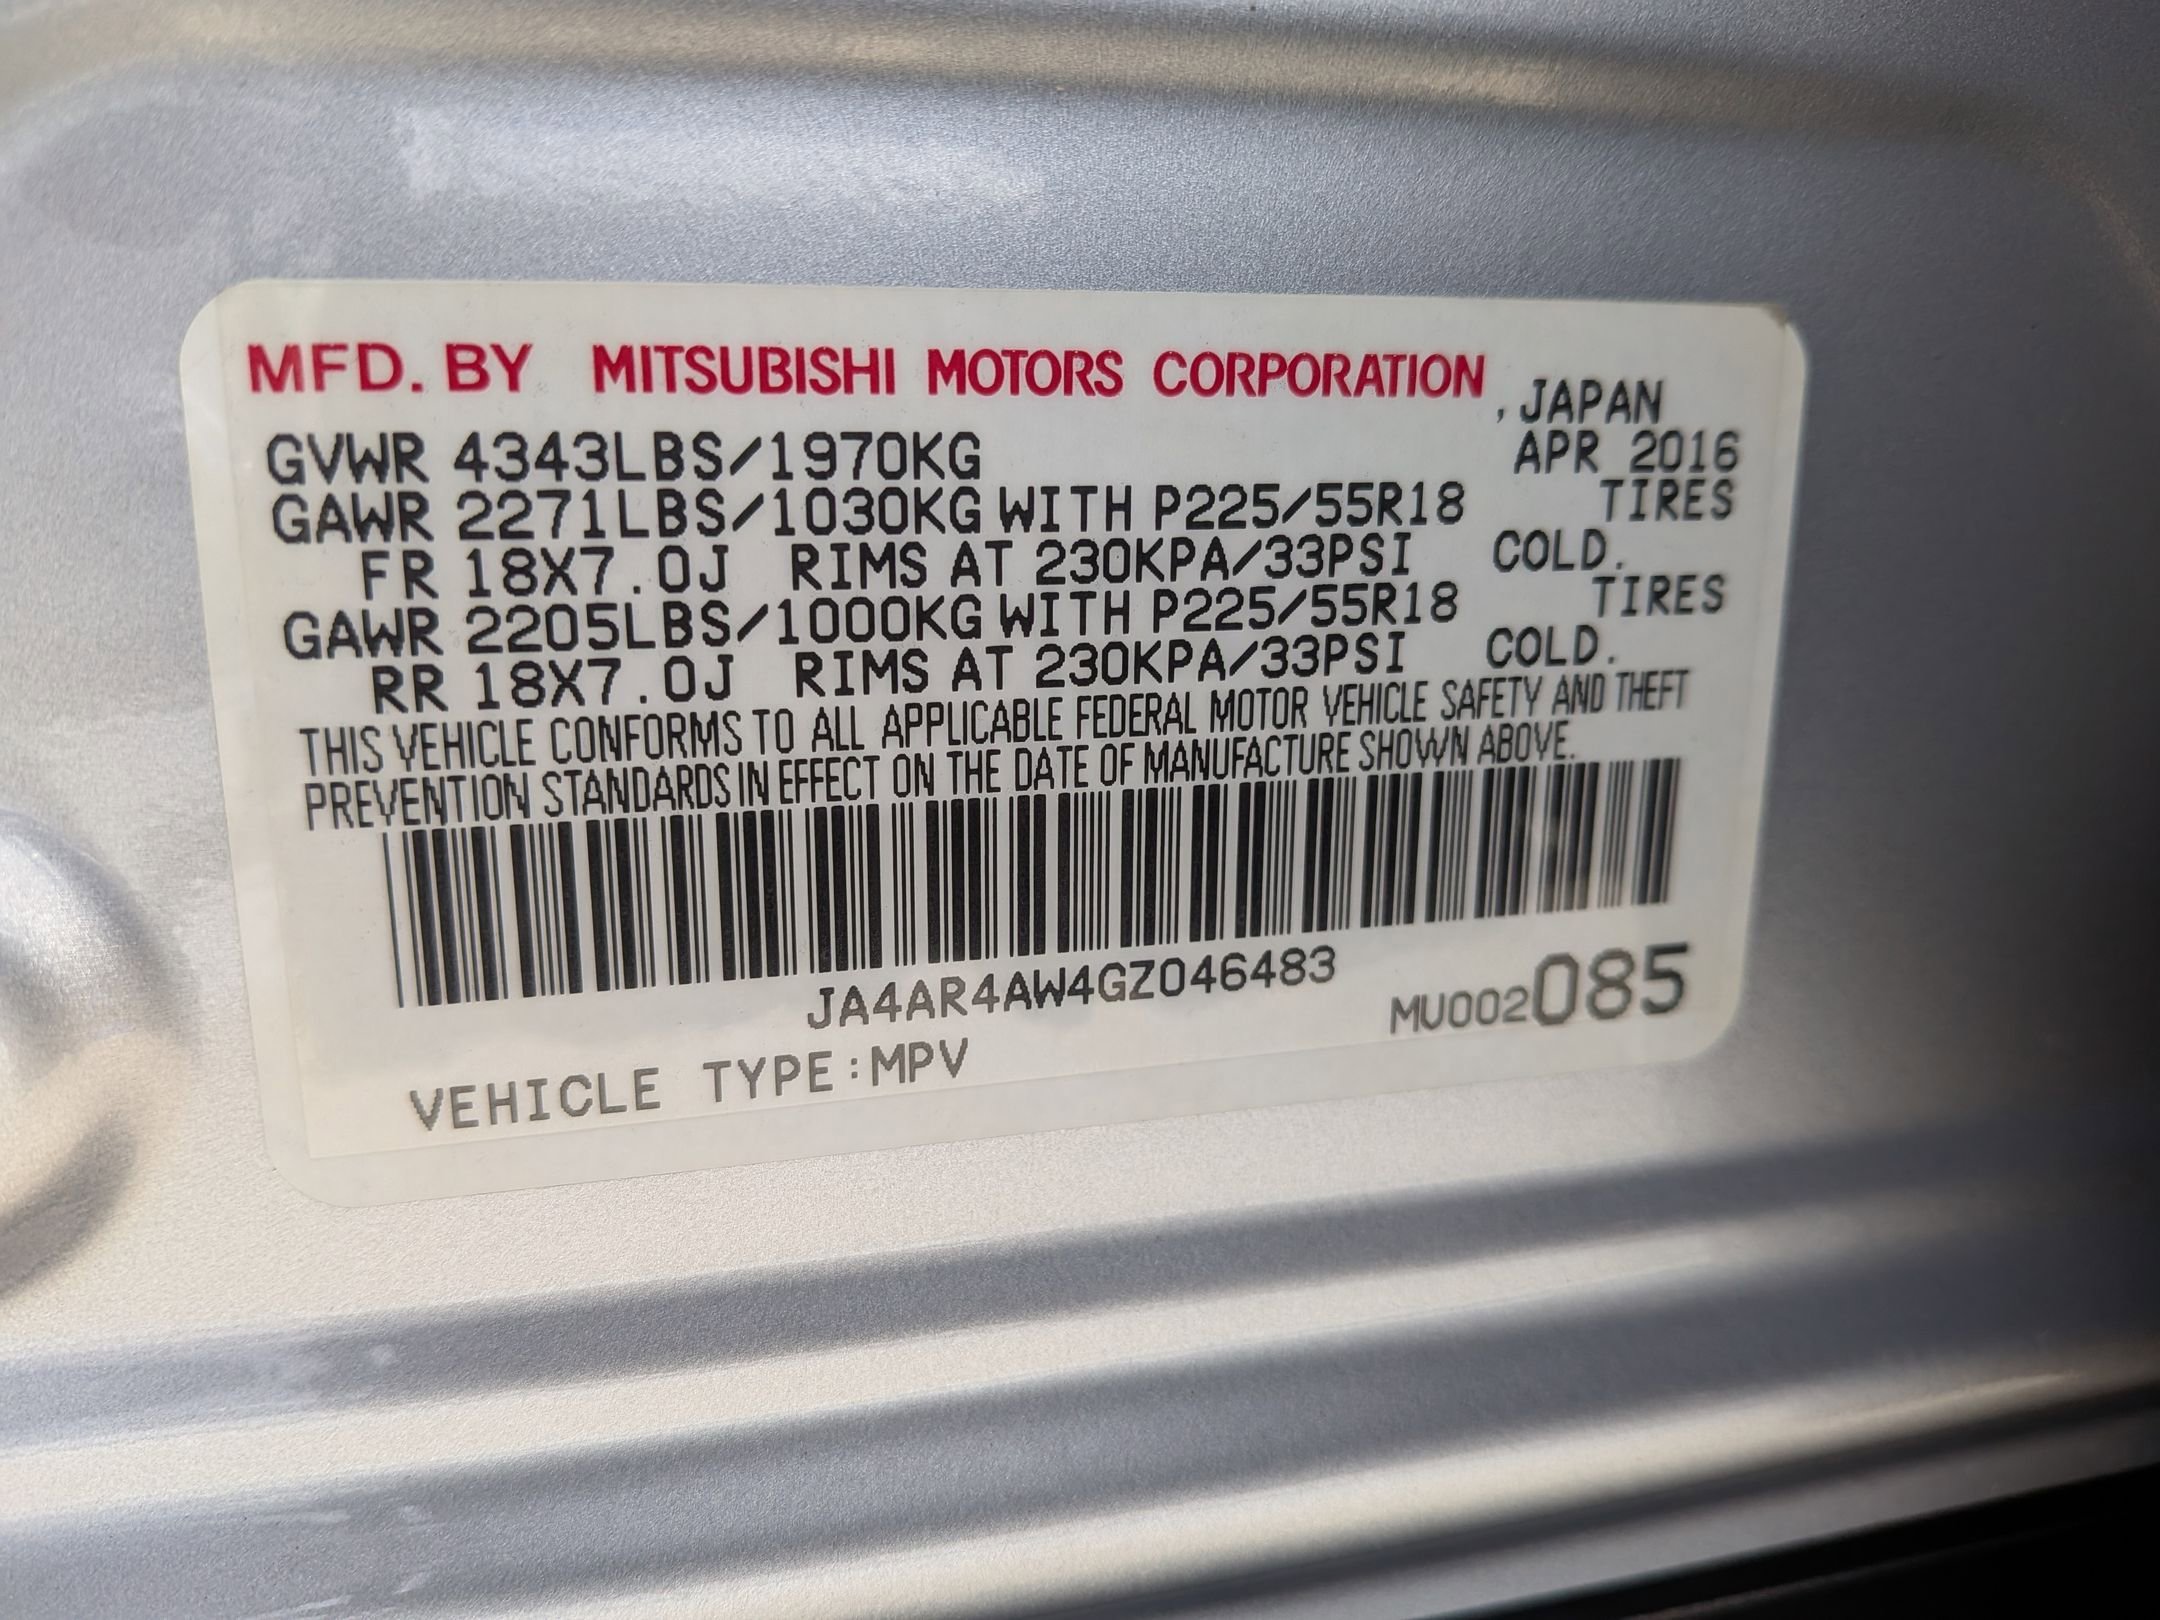 MFD. BY MITSUBISHI MOTORS CORPORATION , JAPAN
GVWR 4343LBS/1970KG APR 2016
GAWR 2271LBS/1030KG WITH P225/55R18 TIRES
FR 18X7.0J RIMS AT 230KPA/33PSI COLD.
GAWR 2205LBS/1000KG WITH P225/55R18 TIRES
RR 18X7.0J RIMS AT 230KPA/33PSI COLD.
THIS VEHICLE CONFORMS TO ALL APPLICABLE FEDERAL MOTOR VEHICLE SAFETY AND THEFT
PREVENTION STANDARDS IN EFFECT ON THE DATE OF MANUFACTURE SHOWN ABOVE.
JA4AR4AW4GZ046483
MU002085
VEHICLE TYPE:MPV